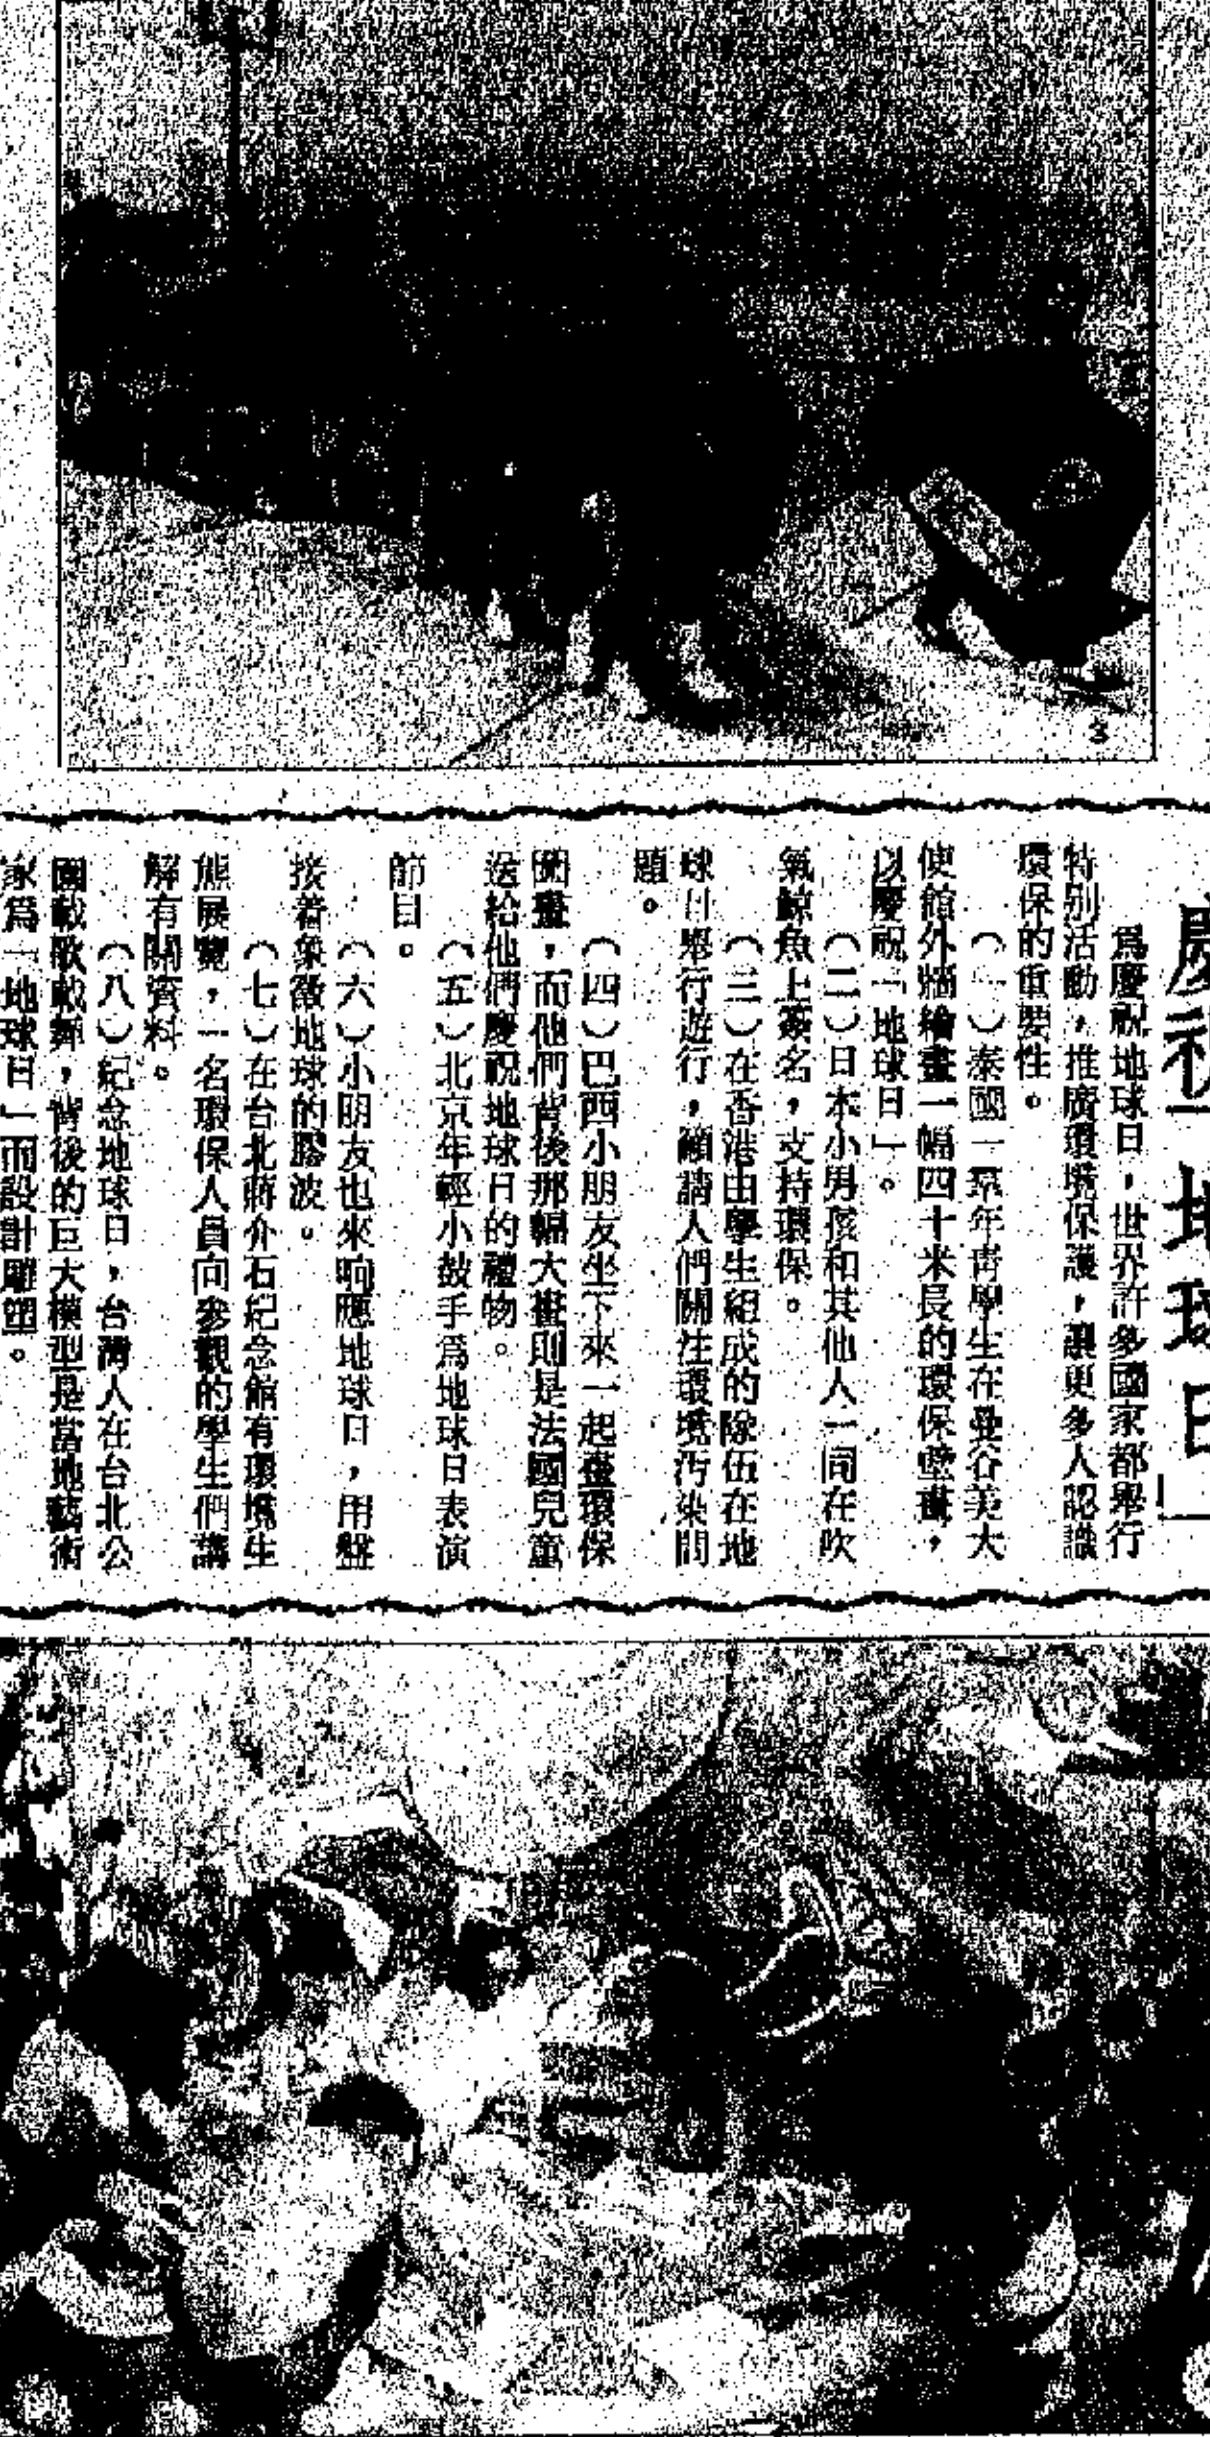 慶祝「地球日」
爲慶祝地球日，世界許多國家都舉行
特別活動，推廣環境保護，讓更多人認識
環保的重要性。
（一）泰國一羣年靑學生在曼谷美大
使館外牆繪畫一幅四十米長的環保壁畫，
以慶祝「地球日」。
（二）日本小男孩和其他人一同在吹
氣鯨魚上簽名，支持環保。
（三）在香港由學生組成的隊伍在地
球日舉行遊行，籲請人們關注環境汚染問
題。
（四）巴西小朋友坐下來一起畫環保
圖畫，而他們背後那幅大畫則是法國兒童
送給他們慶祝地球日的禮物。
（五）北京年輕小鼓手爲地球日表演
節目。
（六）小朋友也來响應地球日，用盤
接着象徵地球的膠波。
（七）在台北蔣介石紀念館有環境生
態展覽，一名環保人員向參觀的學生們講
解有關資料。
（八）紀念地球日，台灣人在台北公
園載歌載舞，背後的巨大模型是當地藝術
家爲「地球日」而設計雕塑。
3